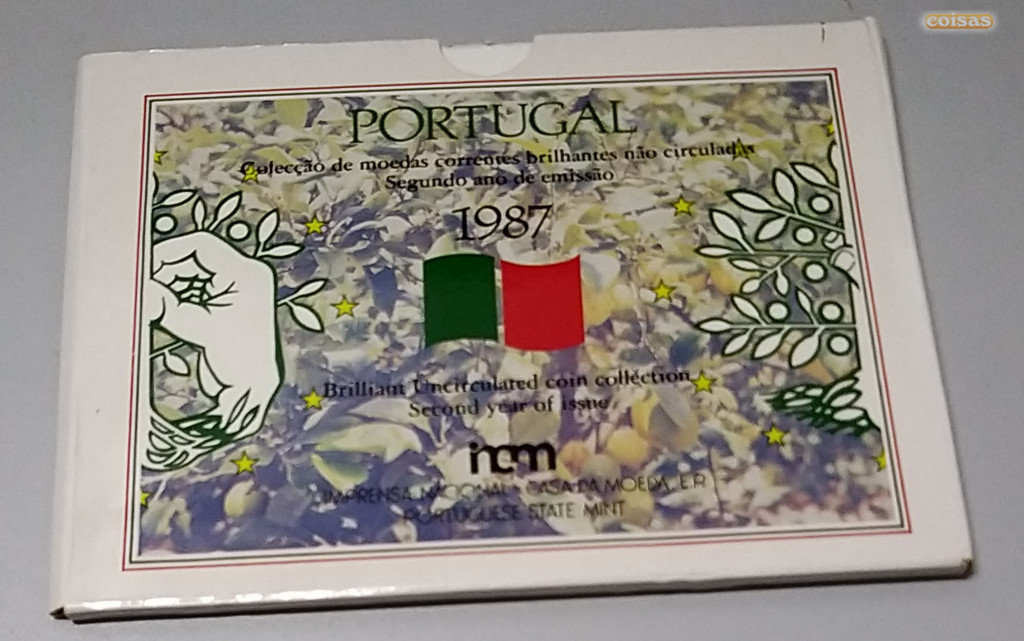 coisas
PORTUGAL
Colecção de moedas correntes brilhantes não circuladas
Segundo ano de emissão
1987
Brilliant Uncirculated coin collection
Second year of issue
incm
IMPRENSA NACIONAL - CASA DA MOEDA, E.P.
PORTUGUESE STATE MINT